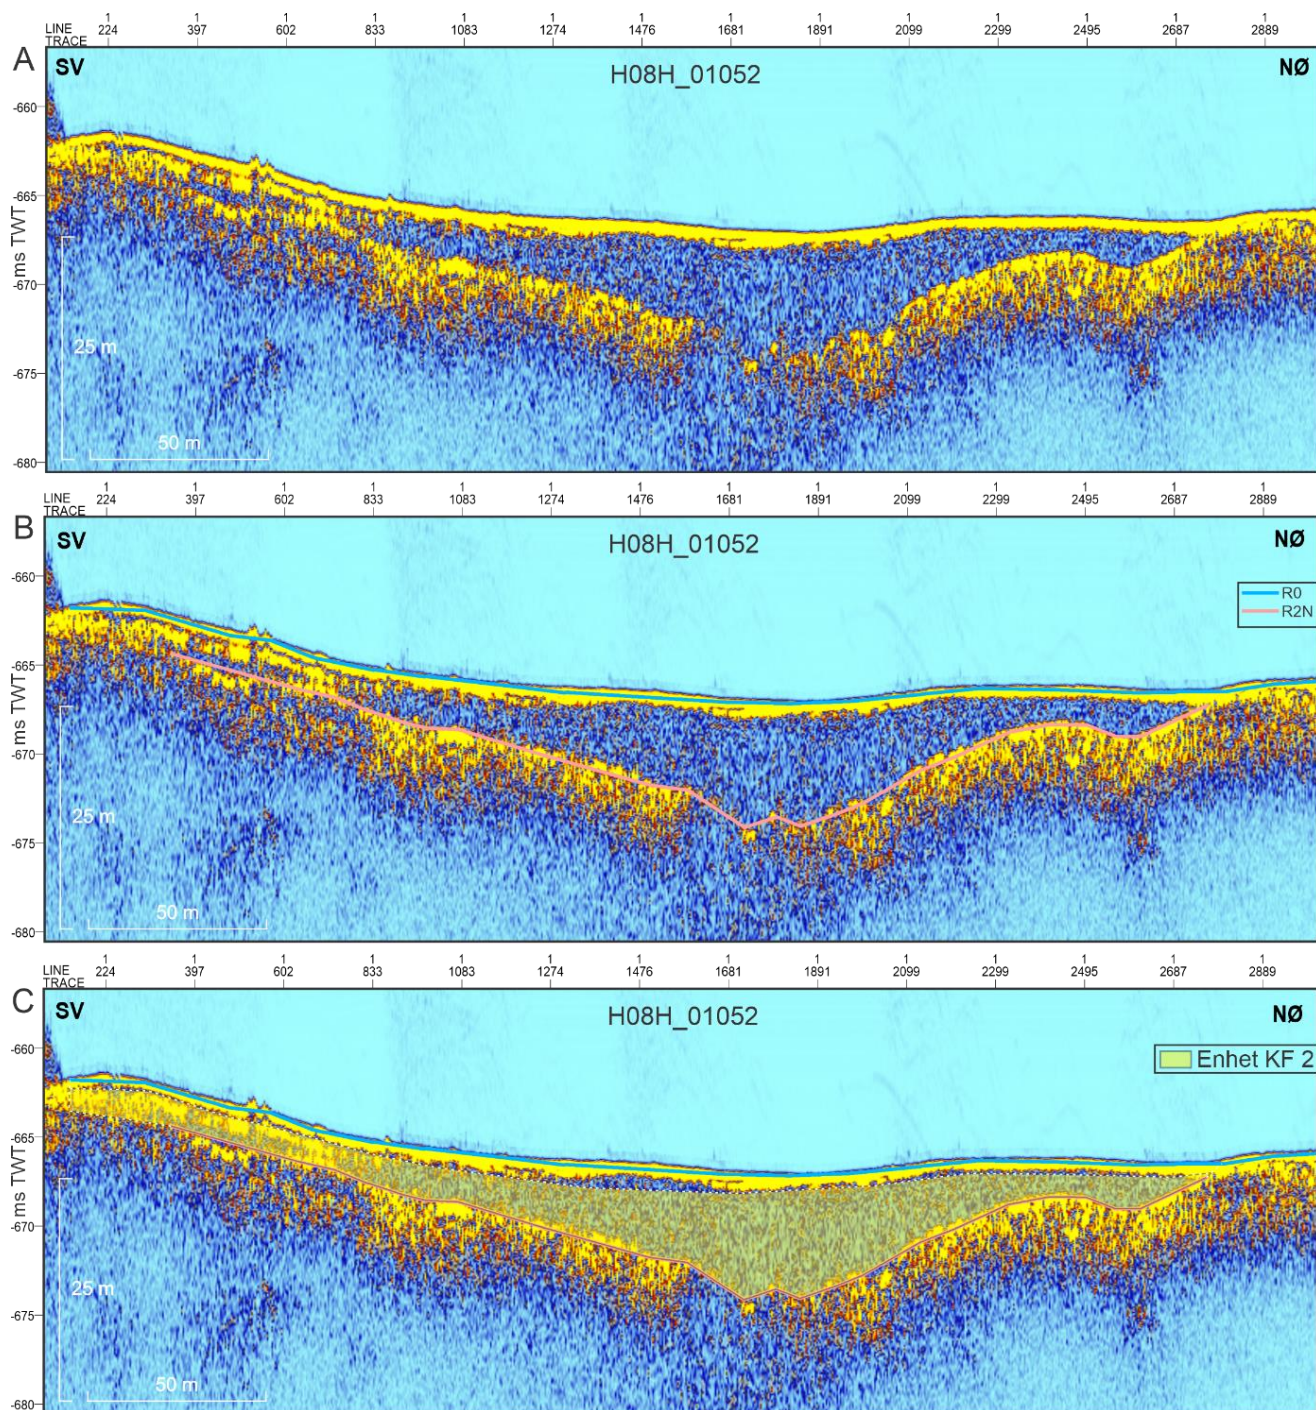 1 1 1 1 1 1 1 1 1 1 1 1 1 1
LINE
TRACE 224 397 602 833 1083 1274 1476 1681 1891 2099 2299 2495 2687 2889
A SV H08H_01052 NØ
-660
-665
ms TWT
-670
25 m
-675
50 m
-680
1 1 1 1 1 1 1 1 1 1 1 1 1 1
LINE
TRACE 224 397 602 833 1083 1274 1476 1681 1891 2099 2299 2495 2687 2889
B SV H08H_01052 NØ
-660
R0
R2N
-665
ms TWT
-670
25 m
-675
50 m
-680
1 1 1 1 1 1 1 1 1 1 1 1 1 1
LINE
TRACE 224 397 602 833 1083 1274 1476 1681 1891 2099 2299 2495 2687 2889
C SV H08H_01052 NØ
-660
Enhet KF 2
-665
ms TWT
-670
25 m
-675
50 m
-680